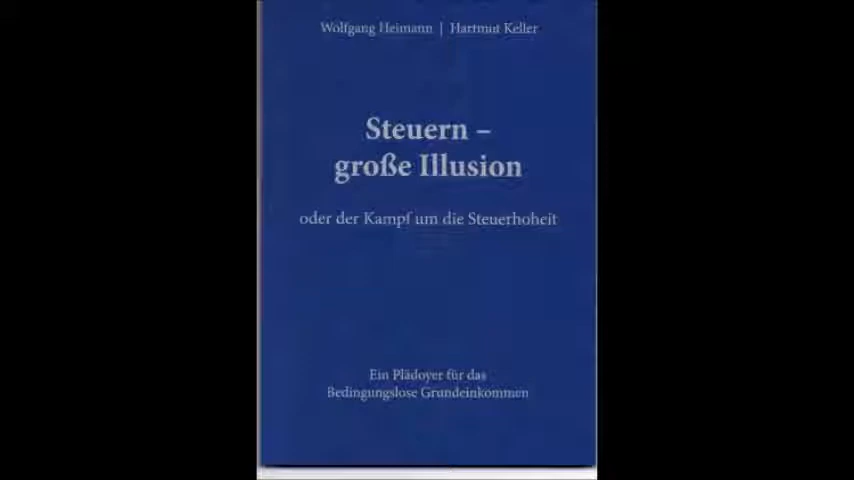 Wolfgang Heimann | Hartmut Keller
Steuern –
große Illusion
oder der Kampf um die Steuerhoheit
Ein Plädoyer für das
Bedingungslose Grundeinkommen